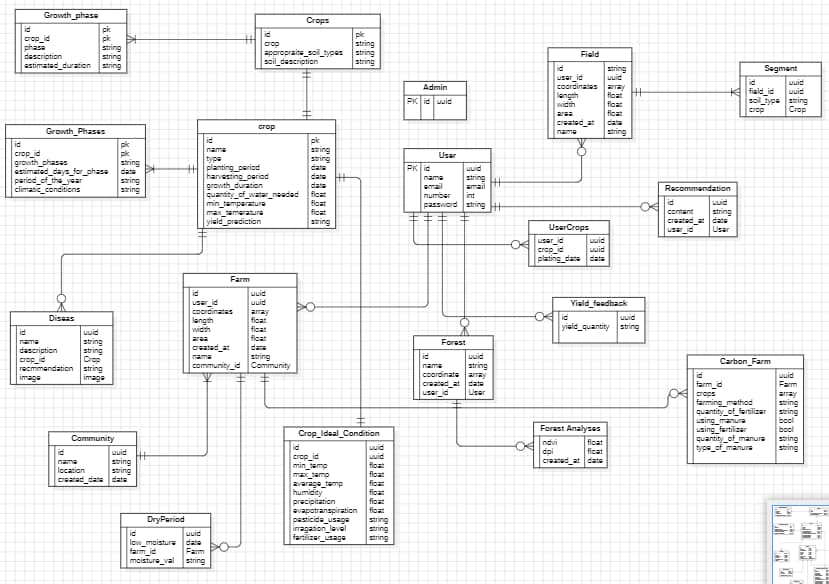 Growth_phase
id pk
crop_id pk
phase string
description string
estimated_duration string
Crops
id pk
crop string
appropraite_soil_types string
soil_description string
Admin
PK id uuid
Field
id string
user_id uuid
coordinates array
length float
width float
area float
created_at date
name string
Segment
id uuid
field_id uuid
soil_type string
crop Crop
Growth_Phases
id pk
crop_id pk
growth_phases string
estimated_days_for_phase date
period_of_the_year string
climatic_conditions string
crop
id pk
name string
type string
planting_period date
harvesting_period date
growth_duration date
quantity_of_water_needed float
min_temperature float
max_temerature float
yield_prediction string
User
PK id uuid
name string
email email
number int
password string
Recommendation
id uuid
content string
created_at date
user_id User
UserCrops
user_id uuid
crop_id uuid
plating_date date
Farm
id uuid
user_id uuid
coordinates array
length float
width float
area float
created_at date
name string
community_id Community
Yield_feedback
id uuid
yield_quantity string
Diseas
id uuid
name string
description string
crop_id Crop
recmmendation string
image image
Forest
id uuid
name string
coordinate array
created_at date
user_id User
Carbon_Farm
id uuid
farm_id Farm
crops array
farming_method string
quantity_of_fertilizer string
using_manure bool
using_fertilizer bool
quantity_of_manure string
type_of_manure string
Community
id uuid
name string
location string
created_date date
Crop_Ideal_Condition
id uuid
crop_id uuid
min_temp float
max_temp float
average_temp float
humidity float
precipitation float
evapotranspiration float
pesticide_usage string
irragation_level string
fertilizer_usage string
Forest Analyses
ndvi float
dpi float
created_at date
DryPeriod
id uuid
low_moisture date
farm_id Farm
moisture_val string